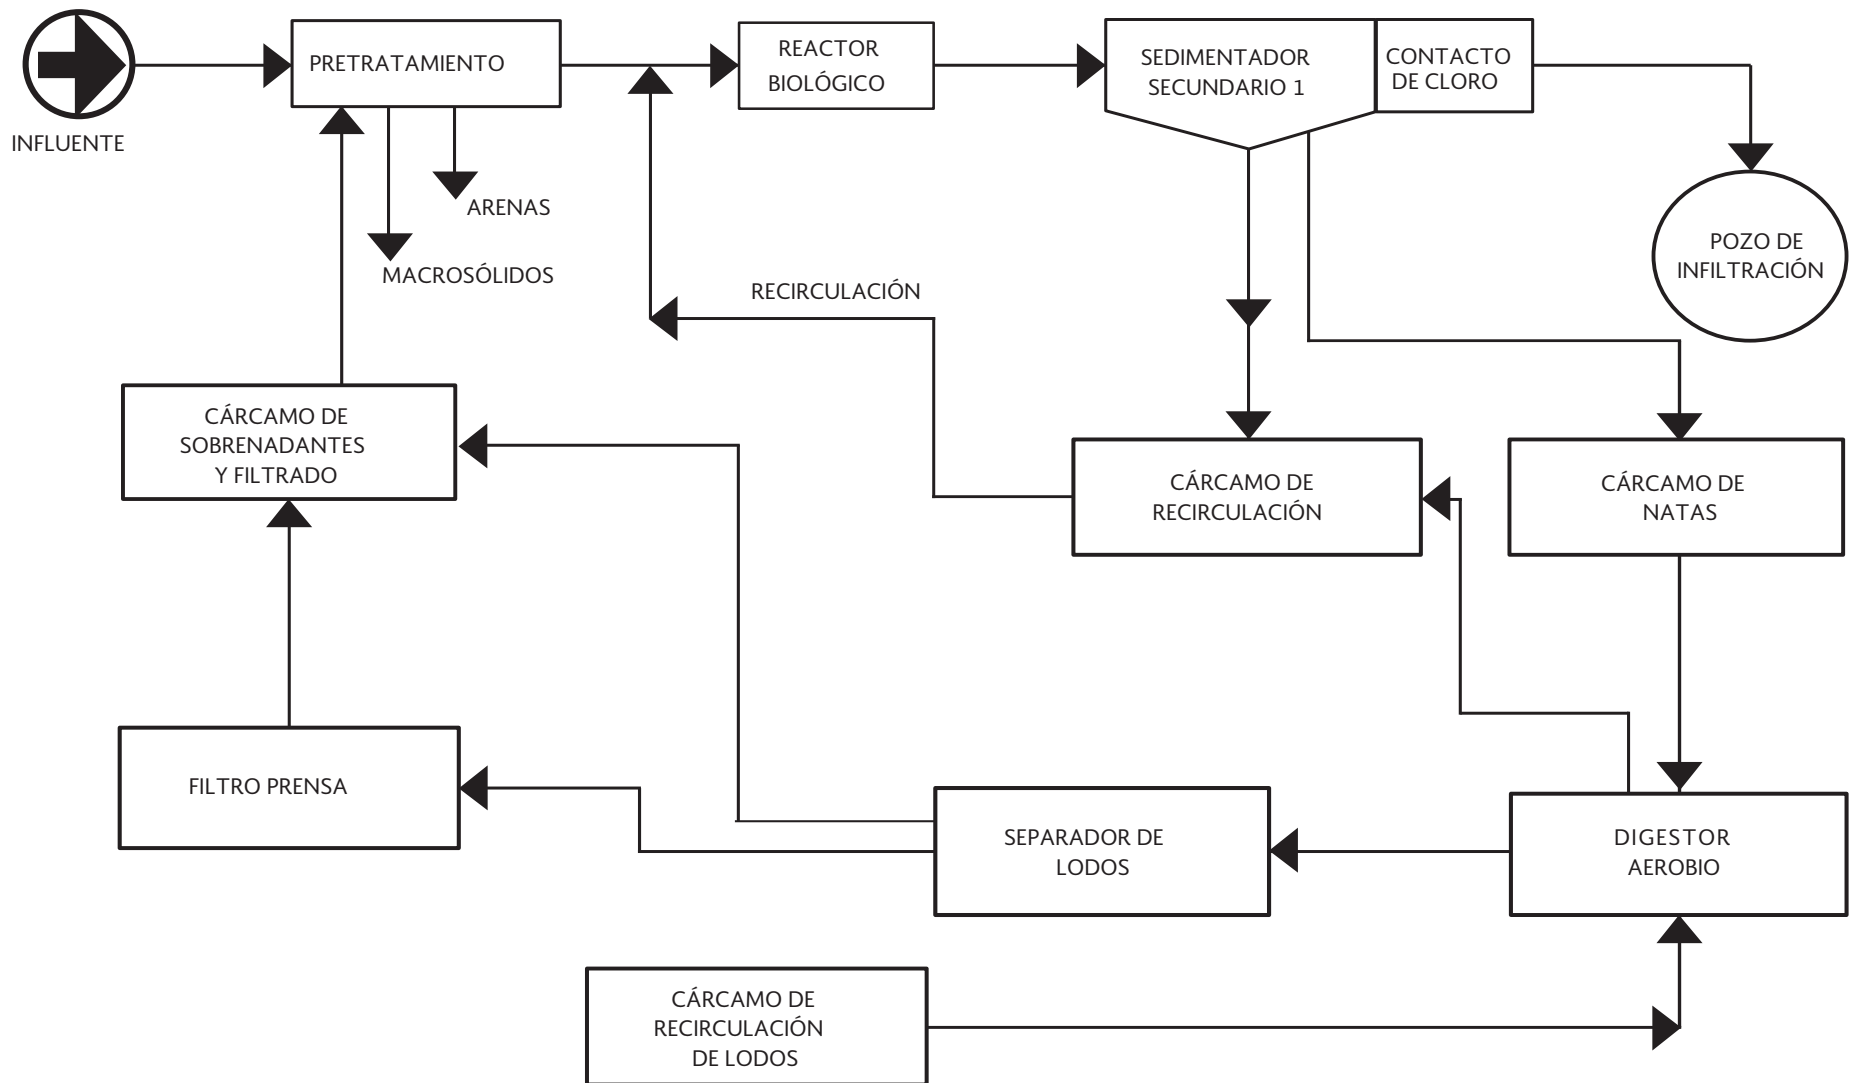 PRETRATAMIENTO
REACTOR
BIOLÓGICO
SEDIMENTADOR
SECUNDARIO 1
CONTACTO
DE CLORO
INFLUENTE
ARENAS
MACROSÓLIDOS
POZO DE
INFILTRACIÓN
RECIRCULACIÓN
CÁRCAMO DE
SOBRENADANTES
Y FILTRADO
CÁRCAMO DE
RECIRCULACIÓN
CÁRCAMO DE
NATAS
FILTRO PRENSA
SEPARADOR DE
LODOS
DIGESTOR
AEROBIO
CÁRCAMO DE
RECIRCULACIÓN
DE LODOS